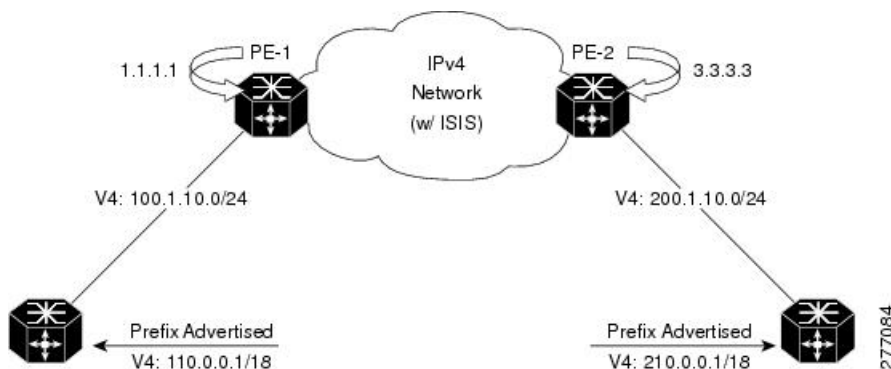 PE-1
PE-2
1.1.1.1
IPv4
Network
(w/ ISIS)
3.3.3.3
V4: 100.1.10.0/24
V4: 200.1.10.0/24
Prefix Advertised
V4: 110.0.0.1/18
Prefix Advertised
V4: 210.0.0.1/18
277084